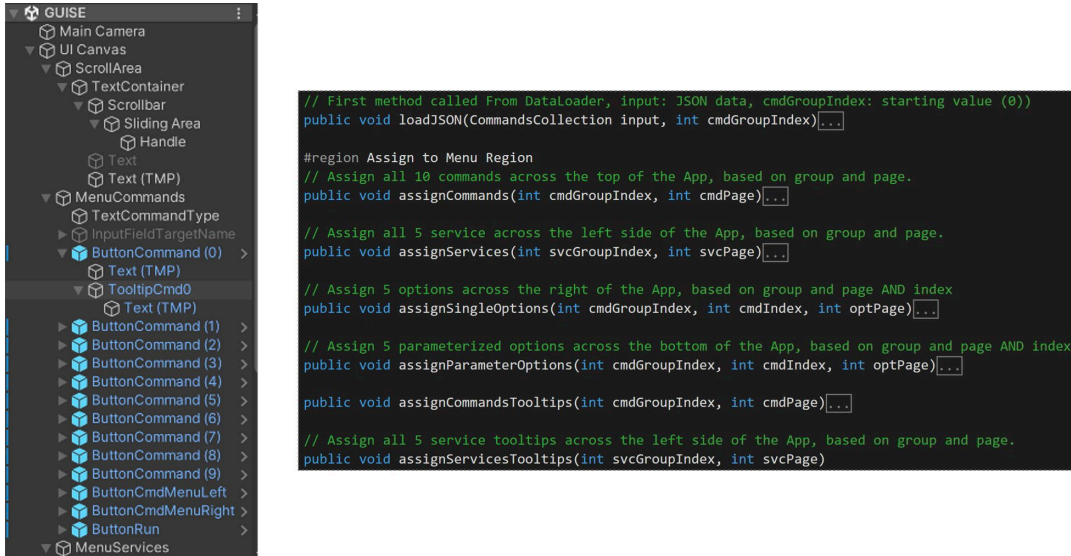 GUISE
Main Camera
UI Canvas
ScrollArea
TextContainer
Scrollbar
Sliding Area
Handle
Text
Text (TMP)
MenuCommands
TextCommandType
InputFieldTargetName
ButtonCommand (0)
Text (TMP)
TooltipCmd0
Text (TMP)
ButtonCommand (1)
ButtonCommand (2)
ButtonCommand (3)
ButtonCommand (4)
ButtonCommand (5)
ButtonCommand (6)
ButtonCommand (7)
ButtonCommand (8)
ButtonCommand (9)
ButtonCmdMenuLeft
ButtonCmdMenuRight
ButtonRun
MenuServices
// First method called From DataLoader, input: JSON data, cmdGroupIndex: starting value (0))
public void loadJSON(CommandsCollection input, int cmdGroupIndex)...
#region Assign to Menu Region
// Assign all 10 commands across the top of the App, based on group and page.
public void assignCommands(int cmdGroupIndex, int cmdPage)...
// Assign all 5 service across the left side of the App, based on group and page.
public void assignServices(int svcGroupIndex, int svcPage)...
// Assign 5 options across the right of the App, based on group and page AND index
public void assignSingleOptions(int cmdGroupIndex, int cmdIndex, int optPage)...
// Assign 5 parameterized options across the bottom of the App, based on group and page AND index
public void assignParameterOptions(int cmdGroupIndex, int cmdIndex, int optPage)...
public void assignCommandsTooltips(int cmdGroupIndex, int cmdPage)...
// Assign all 5 service tooltips across the left side of the App, based on group and page.
public void assignServicesTooltips(int svcGroupIndex, int svcPage)